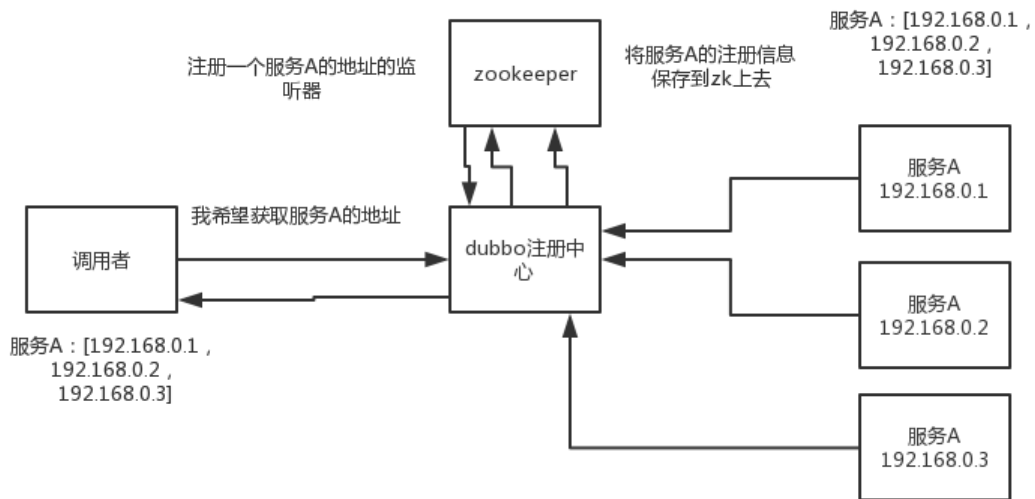 服务A：[192.168.0.1，
192.168.0.2，
192.168.0.3]
注册一个服务A的地址的监
听器
zookeeper
将服务A的注册信息
保存到zk上去
服务A
192.168.0.1
我希望获取服务A的地址
调用者
dubbo注册中
心
服务A
192.168.0.2
服务A：[192.168.0.1，
192.168.0.2，
192.168.0.3]
服务A
192.168.0.3